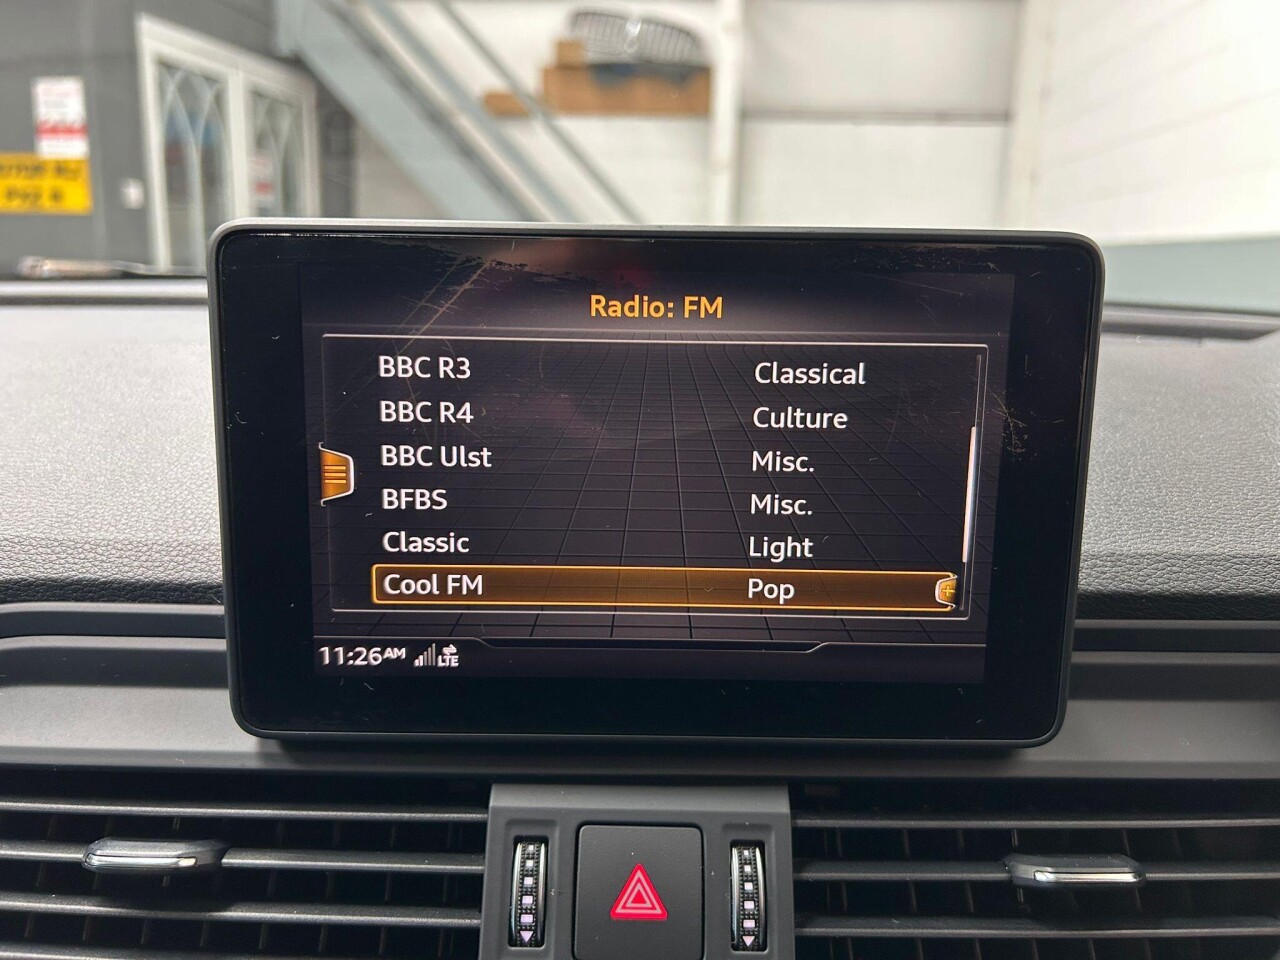 Radio: FM
BBC R3 Classical
BBC R4 Culture
BBC Ulst Misc.
BFBS Misc.
Classic Light
Cool FM Pop
11:26AM LTE